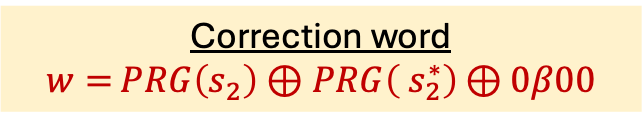 Correction word
w = PRG(s₂) ⊕ PRG( s₂*) ⊕ 0β00